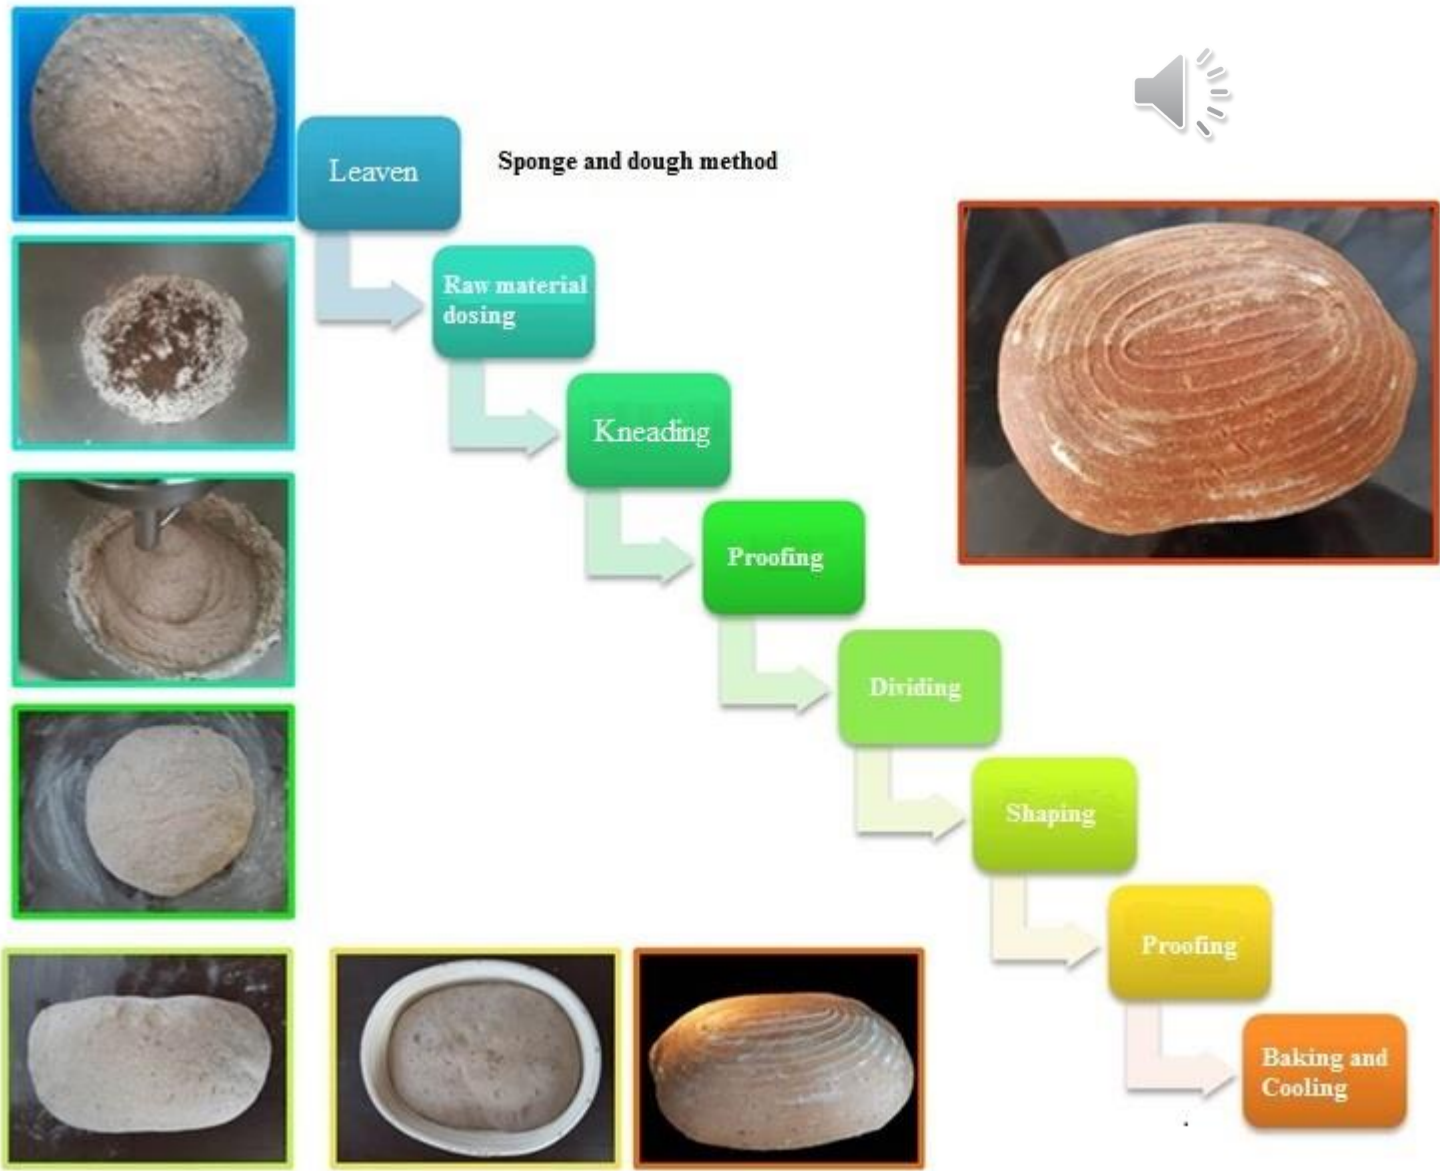 Leaven
Sponge and dough method
Raw material
dosing
Kneading
Proofing
Dividing
Shaping
Proofing
Baking and
Cooling